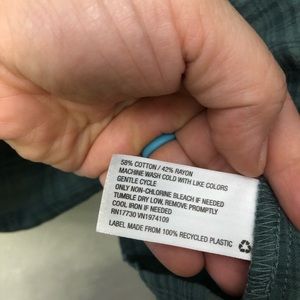 58% COTTON / 42% RAYON
MACHINE WASH COLD WITH LIKE COLORS
GENTLE CYCLE
ONLY NON-CHLORINE BLEACH IF NEEDED
TUMBLE DRY LOW, REMOVE PROMPTLY
COOL IRON IF NEEDED
RN17730 VN1974109
LABEL MADE FROM 100% RECYCLED PLASTIC